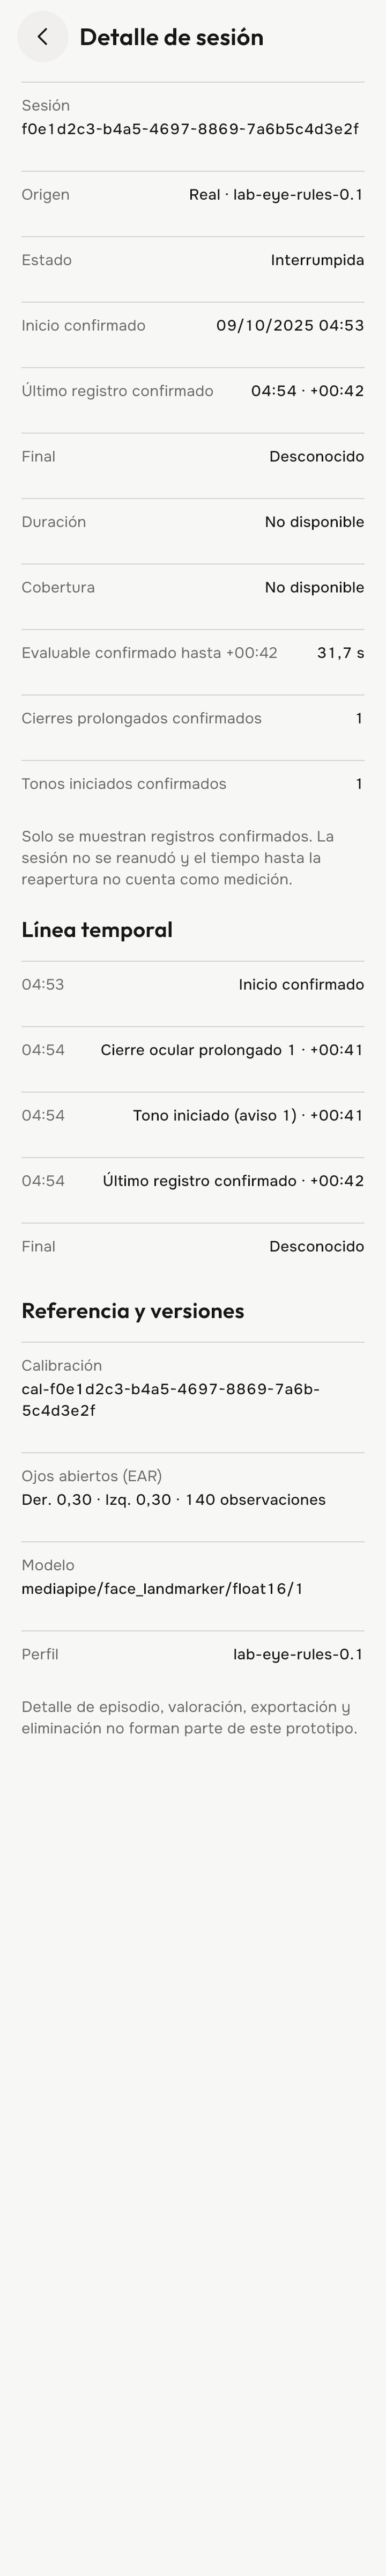 Detalle de sesión
Sesión
f0e1d2c3-b4a5-4697-8869-7a6b5c4d3e2f
Origen Real · lab-eye-rules-0.1
Estado Interrumpida
Inicio confirmado 09/10/2025 04:53
Último registro confirmado 04:54 · +00:42
Final Desconocido
Duración No disponible
Cobertura No disponible
Evaluable confirmado hasta +00:42 31,7 s
Cierres prolongados confirmados 1
Tonos iniciados confirmados 1
Solo se muestran registros confirmados. La
sesión no se reanudó y el tiempo hasta la
reapertura no cuenta como medición.
Línea temporal
04:53 Inicio confirmado
04:54 Cierre ocular prolongado 1 · +00:41
04:54 Tono iniciado (aviso 1) · +00:41
04:54 Último registro confirmado · +00:42
Final Desconocido
Referencia y versiones
Calibración
cal-f0e1d2c3-b4a5-4697-8869-7a6b-
5c4d3e2f
Ojos abiertos (EAR)
Der. 0,30 · Izq. 0,30 · 140 observaciones
Modelo
mediapipe/face_landmarker/float16/1
Perfil lab-eye-rules-0.1
Detalle de episodio, valoración, exportación y
eliminación no forman parte de este prototipo.